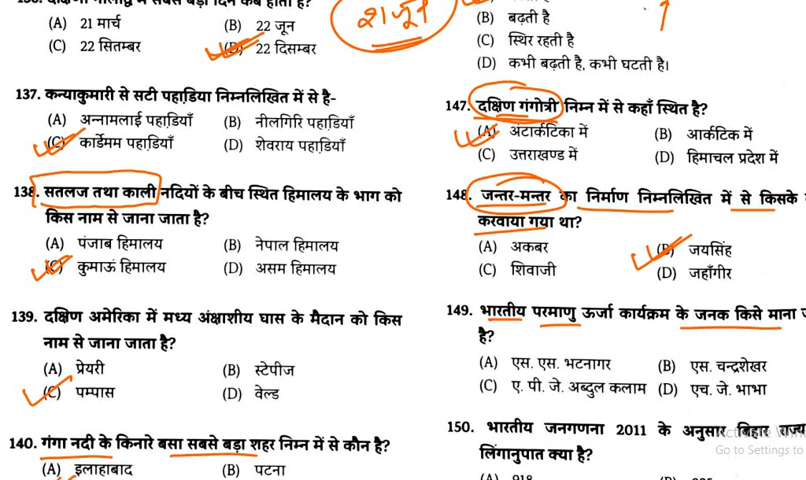 (A) 21 मार्च (B) 22 जून
(C) 22 सितम्बर (D) 22 दिसम्बर
137. कन्याकुमारी से सटी पहाड़िया निम्नलिखित में से है-
(A) अन्नामलाई पहाड़ियाँ (B) नीलगिरि पहाड़ियाँ
(C) कार्डेमम पहाड़ियाँ (D) शेवराय पहाड़ियाँ
138. सतलज तथा काली नदियों के बीच स्थित हिमालय के भाग को
किस नाम से जाना जाता है?
(A) पंजाब हिमालय (B) नेपाल हिमालय
(C) कुमाऊं हिमालय (D) असम हिमालय
139. दक्षिण अमेरिका में मध्य अंक्षाशीय घास के मैदान को किस
नाम से जाना जाता है?
(A) प्रेयरी (B) स्टेपीज
(C) पम्पास (D) वेल्ड
140. गंगा नदी के किनारे बसा सबसे बड़ा शहर निम्न में से कौन है?
(A) इलाहाबाद (B) पटना
(B) बढ़ती है
(C) स्थिर रहती है
(D) कभी बढ़ती है, कभी घटती है।
147. दक्षिण गंगोत्री निम्न में से कहाँ स्थित है?
(A) अंटार्कटिका में (B) आर्कटिक में
(C) उत्तराखण्ड में (D) हिमाचल प्रदेश में
148. जन्तर-मन्तर का निर्माण निम्नलिखित में से किसके
करवाया गया था?
(A) अकबर (B) जयसिंह
(C) शिवाजी (D) जहाँगीर
149. भारतीय परमाणु ऊर्जा कार्यक्रम के जनक किसे माना
है?
(A) एस. एस. भटनागर (B) एस. चन्द्रशेखर
(C) ए. पी. जे. अब्दुल कलाम (D) एच. जे. भाभा
150. भारतीय जनगणना 2011 के अनुसार बिहार राज्य
लिंगानुपात क्या है?
Go to Settings to